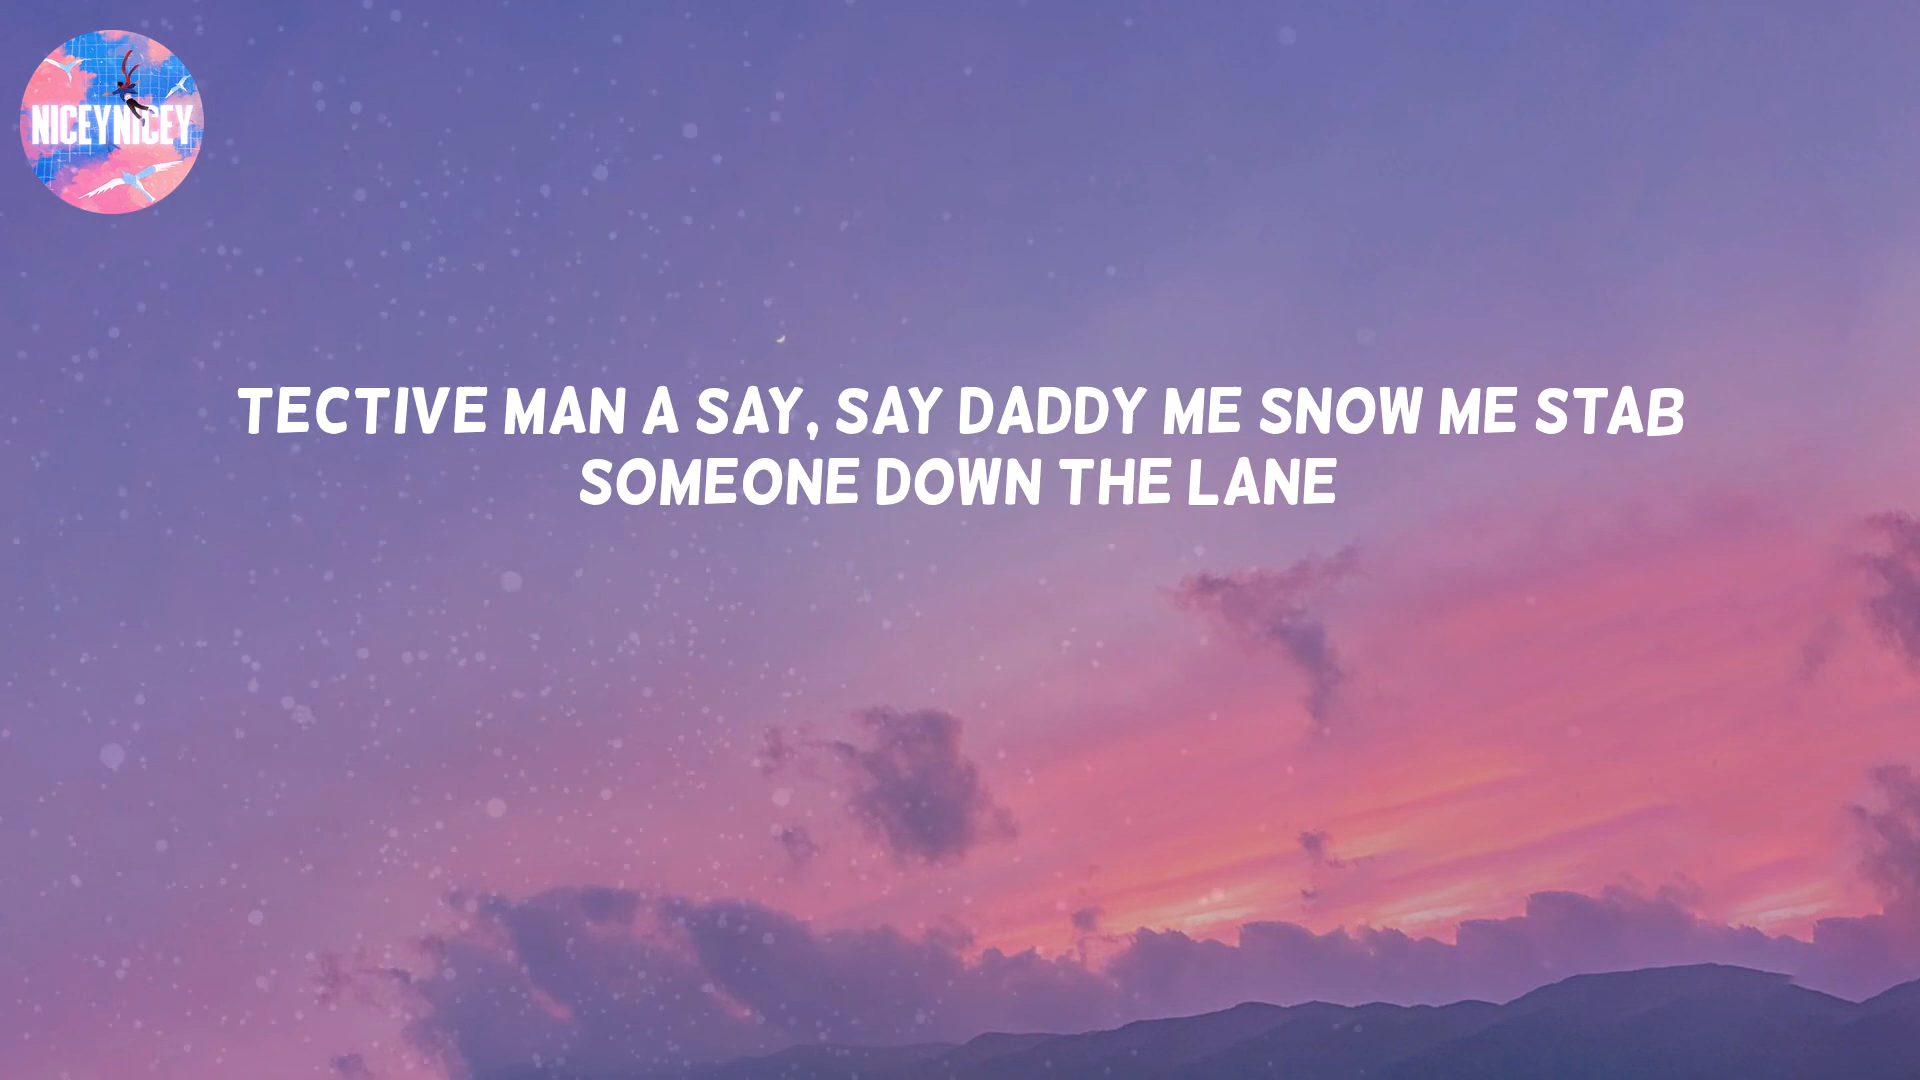 NICEYNICEY
TECTIVE MAN A SAY, SAY DADDY ME SNOW ME STAB
SOMEONE DOWN THE LANE